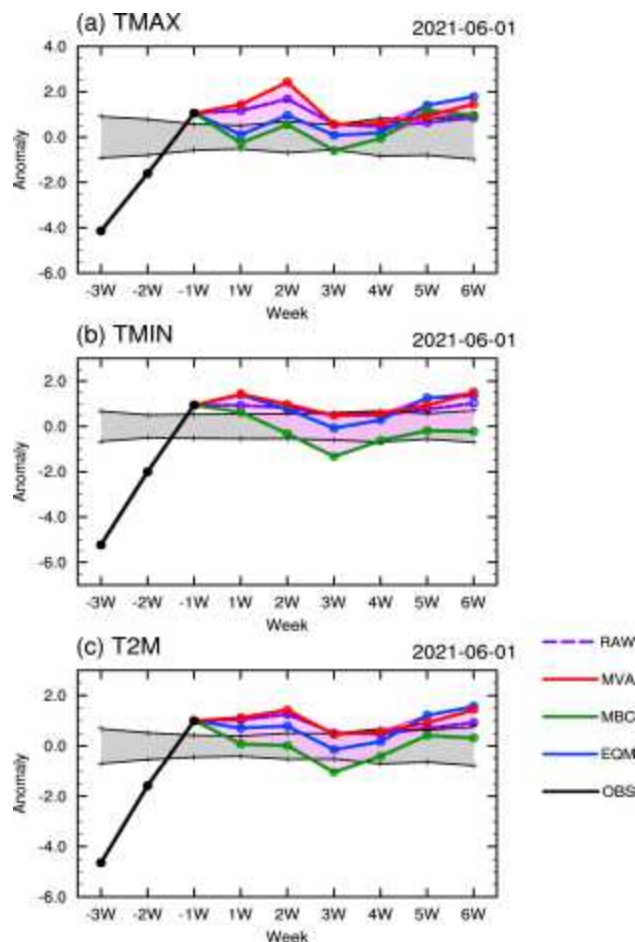 (a) TMAX 2021-06-01
4.0
2.0
0.0
-2.0
-4.0
-6.0
Anomaly
-3W -2W -1W 1W 2W 3W 4W 5W 6W
Week
(b) TMIN 2021-06-01
2.0
0.0
-2.0
-4.0
-6.0
Anomaly
-3W -2W -1W 1W 2W 3W 4W 5W 6W
Week
(c) T2M 2021-06-01
2.0
0.0
-2.0
-4.0
-6.0
Anomaly
-3W -2W -1W 1W 2W 3W 4W 5W 6W
Week
RAW
MVA
MBC
EQM
OBS